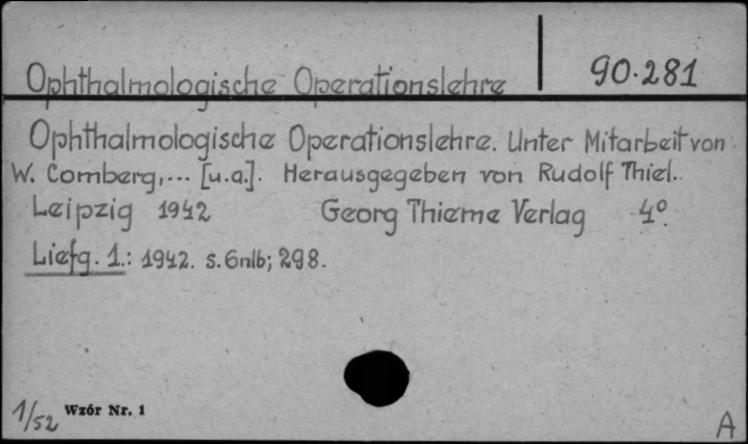 Ophthalmologische Operationslehre 90.281
Ophthalmologische Operationslehre. Unter Mitarbeit von
W. Comberg,... [u.a.]. Herausgegeben von Rudolf Thiel.
Leipzig 1942 Georg Thieme Verlag 4°.
Liefg. 1.: 1942. s. 6nlb; 298.
1/52 Wzór Nr. 1 A